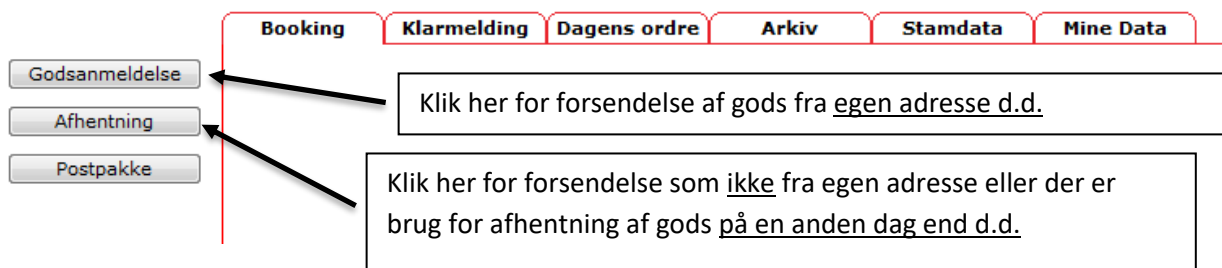 Booking Klarmelding Dagens ordre Arkiv Stamdata Mine Data
Godsanmeldelse
Klik her for forsendelse af gods fra egen adresse d.d.
Afhentning
Postpakke
Klik her for forsendelse som ikke fra egen adresse eller der er
brug for afhentning af gods på en anden dag end d.d.